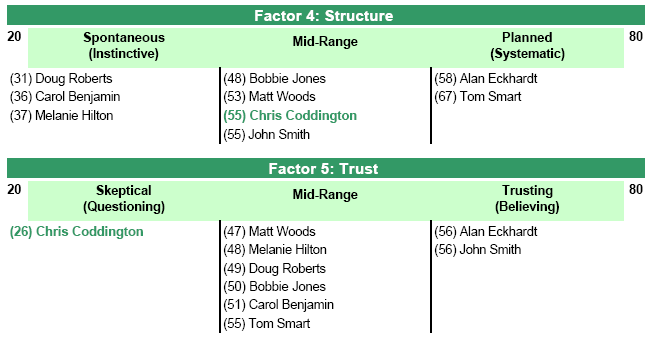 Factor 4: Structure
20 Spontaneous (Instinctive) Mid-Range Planned (Systematic) 80
(31) Doug Roberts
(36) Carol Benjamin
(37) Melanie Hilton
(48) Bobbie Jones
(53) Matt Woods
(55) Chris Coddington
(55) John Smith
(58) Alan Eckhardt
(67) Tom Smart
Factor 5: Trust
20 Skeptical (Questioning) Mid-Range Trusting (Believing) 80
(26) Chris Coddington
(47) Matt Woods
(48) Melanie Hilton
(49) Doug Roberts
(50) Bobbie Jones
(51) Carol Benjamin
(55) Tom Smart
(56) Alan Eckhardt
(56) John Smith